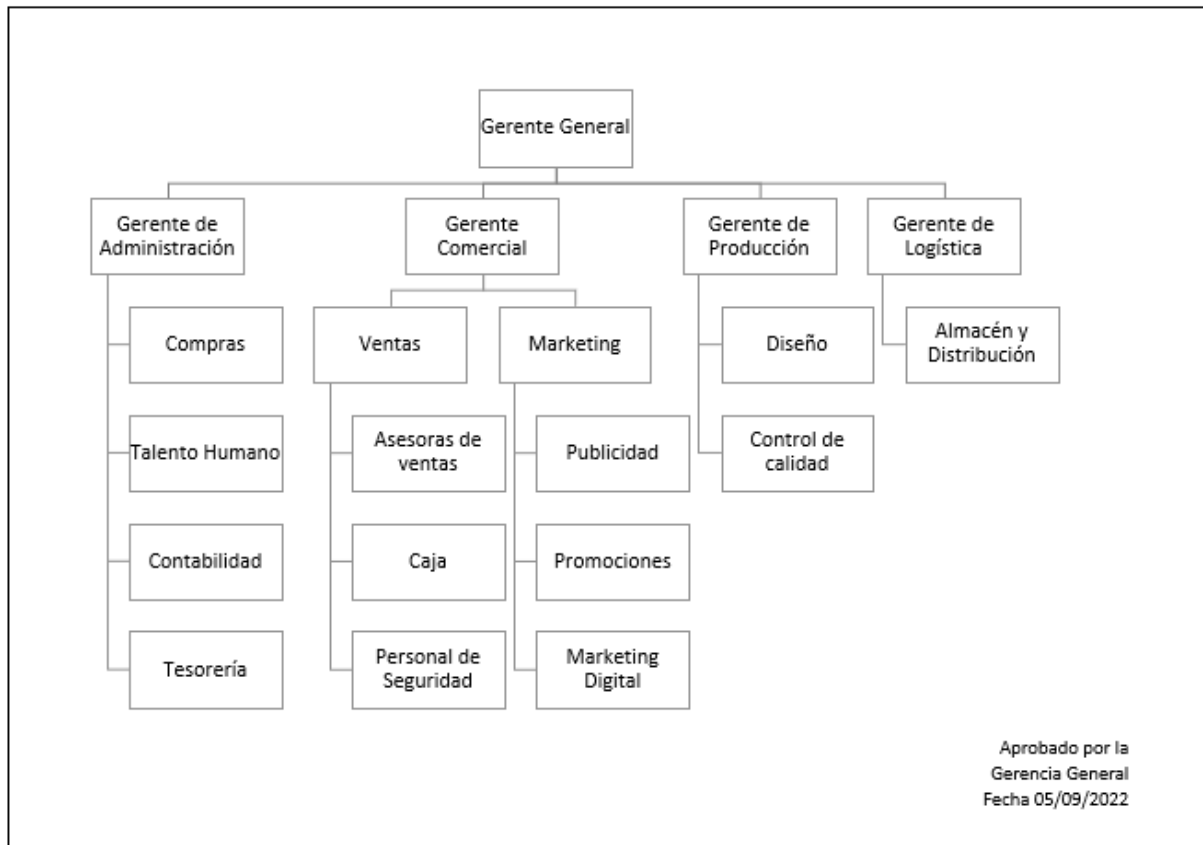 Gerente General
Gerente de
Administración
Gerente
Comercial
Gerente de
Producción
Gerente de
Logística
Compras
Ventas
Marketing
Diseño
Almacén y
Distribución
Talento Humano
Asesoras de
ventas
Publicidad
Control de
calidad
Contabilidad
Caja
Promociones
Tesorería
Personal de
Seguridad
Marketing
Digital
Aprobado por la
Gerencia General
Fecha 05/09/2022